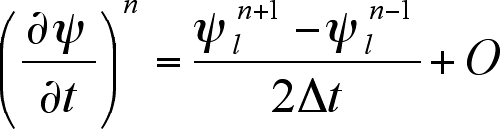 (∂ψ/∂t)^n = (ψ_l^{n+1} − ψ_l^{n−1})/(2Δt) + O